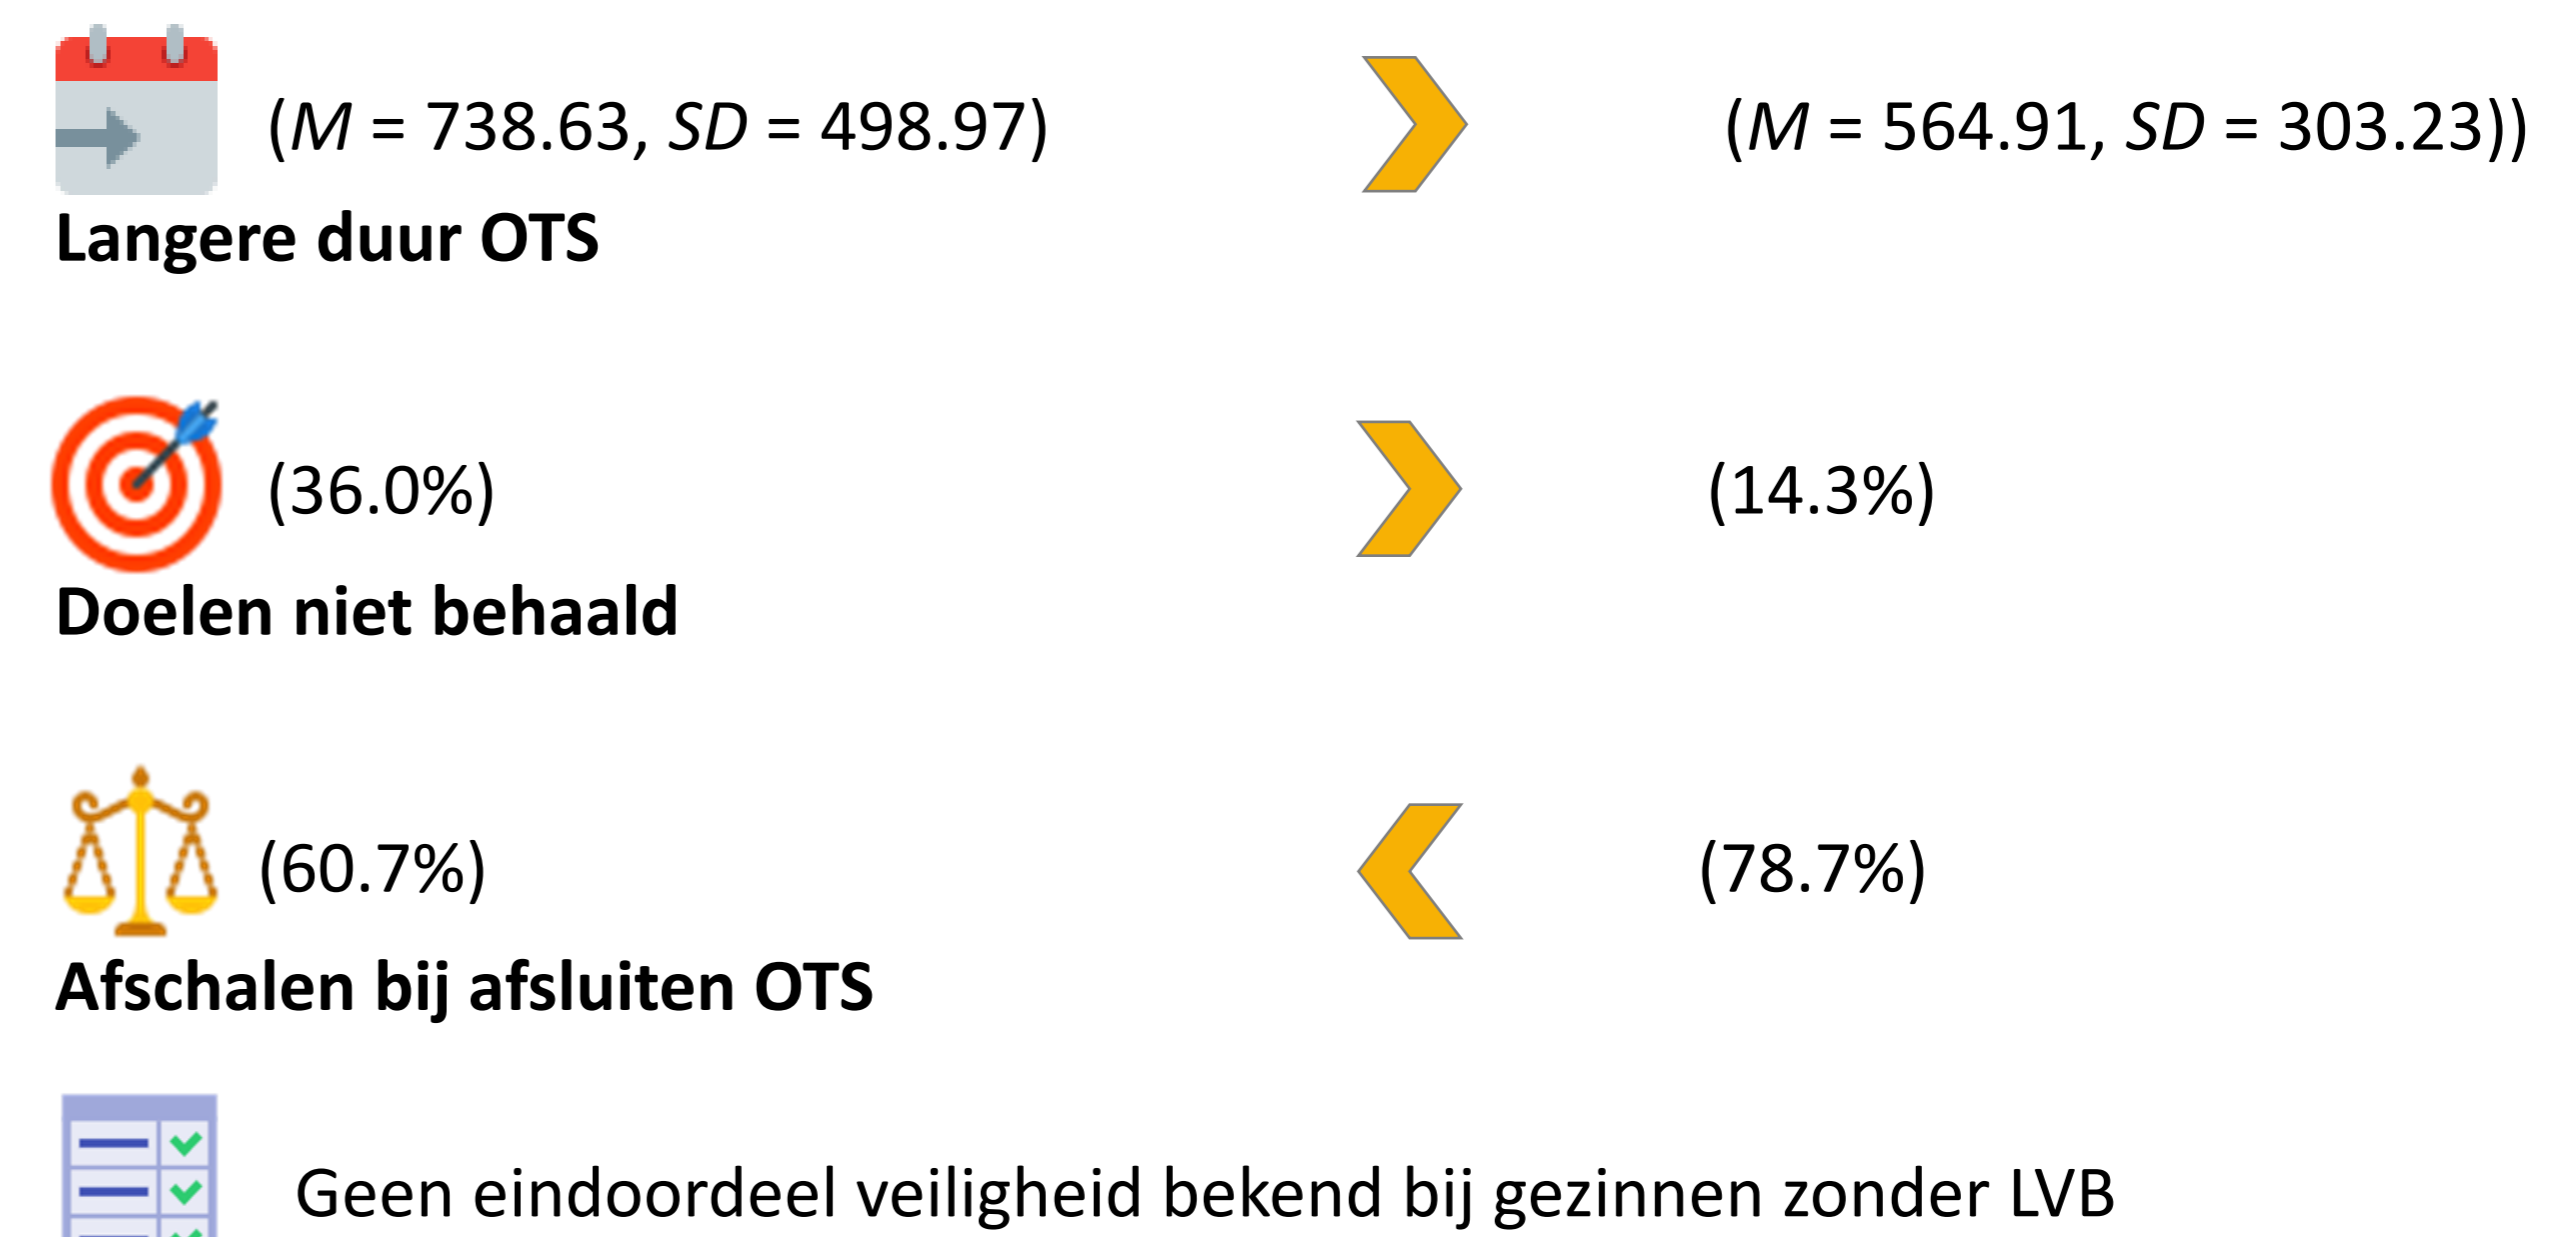 (M = 738.63, SD = 498.97) (M = 564.91, SD = 303.23))
Langere duur OTS
(36.0%) (14.3%)
Doelen niet behaald
(60.7%) (78.7%)
Afschalen bij afsluiten OTS
Geen eindoordeel veiligheid bekend bij gezinnen zonder LVB